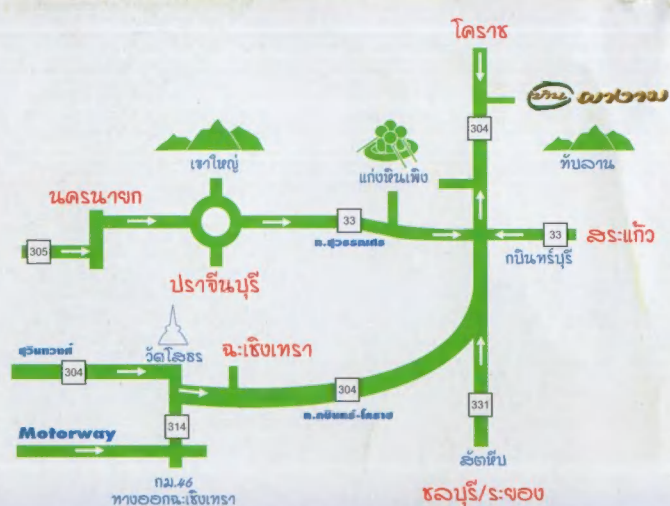 โคราช
บ้าน ผางาม
304
เขาใหญ่
แก่งหินเพิง
ทับลาน
นครนายก
33
ถ.สุวรรณศร
33
สระแก้ว
305
กบินทร์บุรี
ปราจีนบุรี
สุวินทวงศ์
วัดโสธร
ฉะเชิงเทรา
304
304
ถ.กบินทร์-โคราช
331
Motorway
314
สัตหีบ
กม.46
ทางออกฉะเชิงเทรา
ชลบุรี/ระยอง